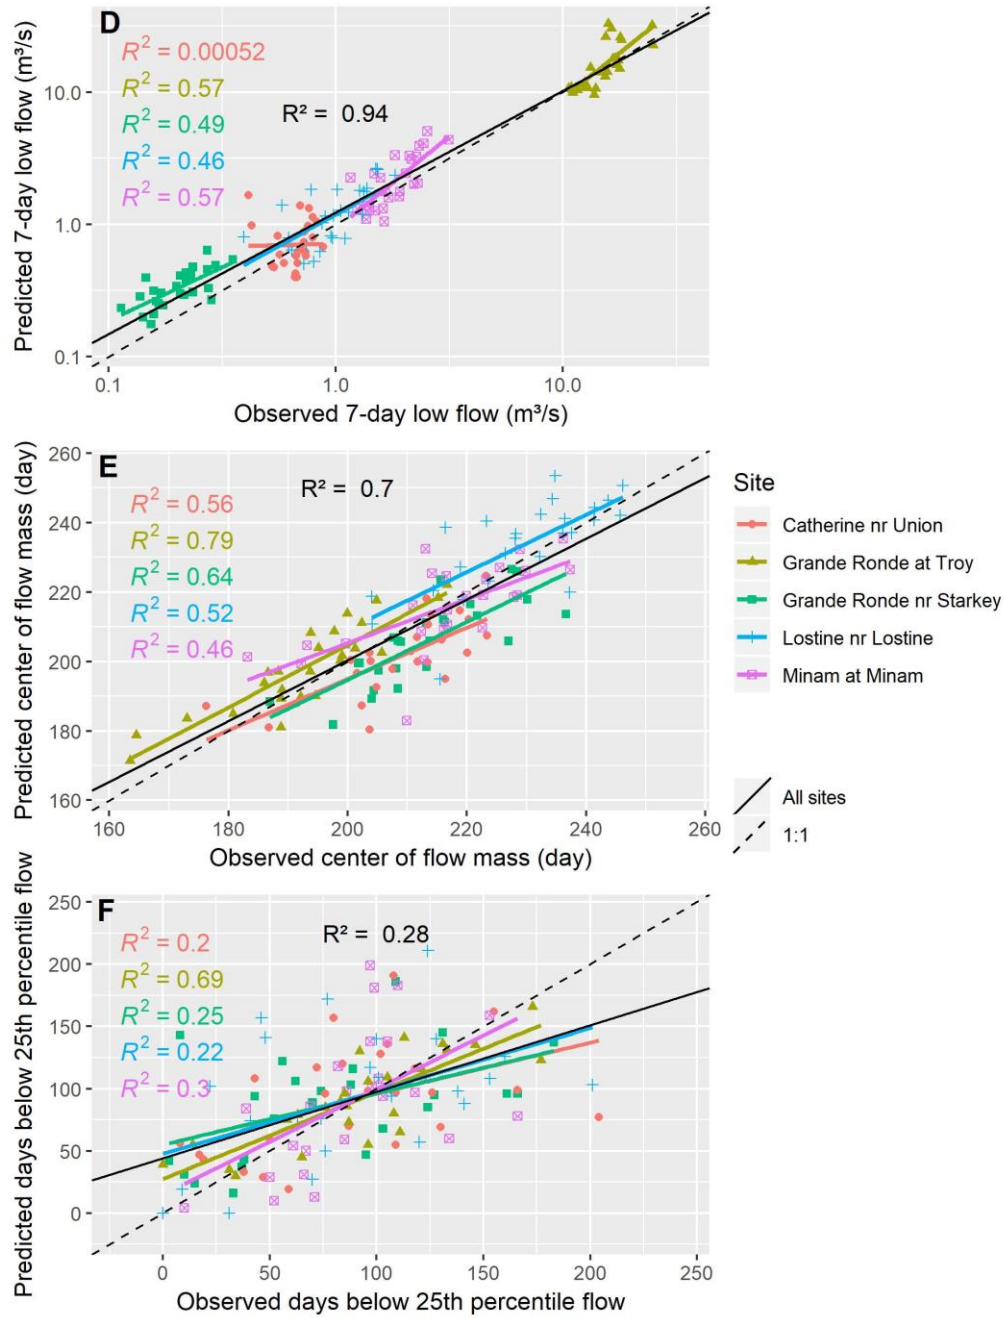 D
R² = 0.00052
R² = 0.57
R² = 0.49
R² = 0.46
R² = 0.57
R² = 0.94
Predicted 7-day low flow (m³/s)
10.0
1.0
0.1
0.1 1.0 10.0
Observed 7-day low flow (m³/s)
E
R² = 0.56
R² = 0.79
R² = 0.64
R² = 0.52
R² = 0.46
R² = 0.7
Predicted center of flow mass (day)
260
240
220
200
180
160
160 180 200 220 240 260
Observed center of flow mass (day)
Site
Catherine nr Union
Grande Ronde at Troy
Grande Ronde nr Starkey
Lostine nr Lostine
Minam at Minam
All sites
1:1
F
R² = 0.2
R² = 0.69
R² = 0.25
R² = 0.22
R² = 0.3
R² = 0.28
Predicted days below 25th percentile flow
250
200
150
100
50
0
0 50 100 150 200 250
Observed days below 25th percentile flow